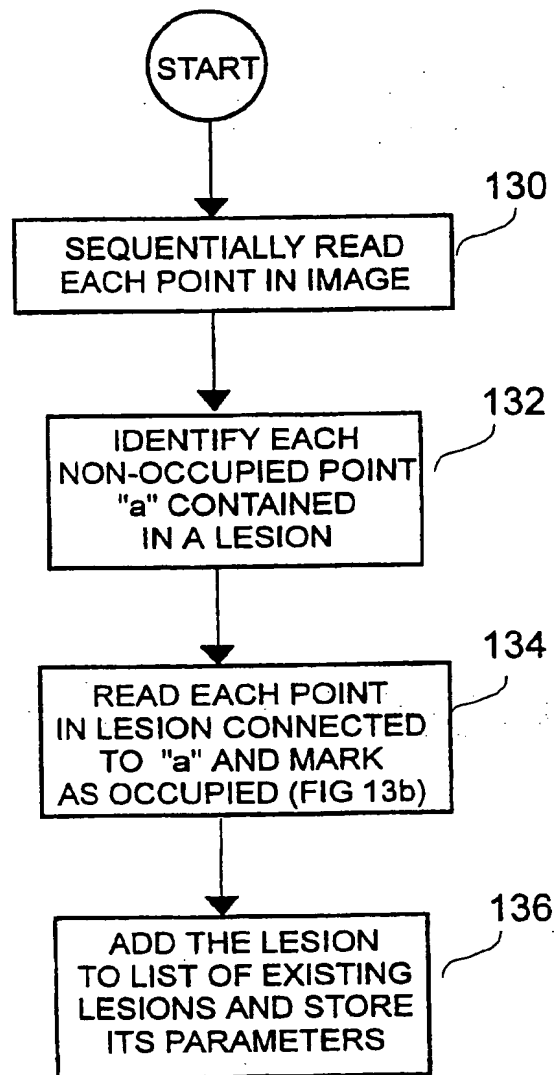 START
130
SEQUENTIALLY READ
EACH POINT IN IMAGE
132
IDENTIFY EACH
NON-OCCUPIED POINT
"a" CONTAINED
IN A LESION
134
READ EACH POINT
IN LESION CONNECTED
TO "a" AND MARK
AS OCCUPIED (FIG 13b)
136
ADD THE LESION
TO LIST OF EXISTING
LESIONS AND STORE
ITS PARAMETERS